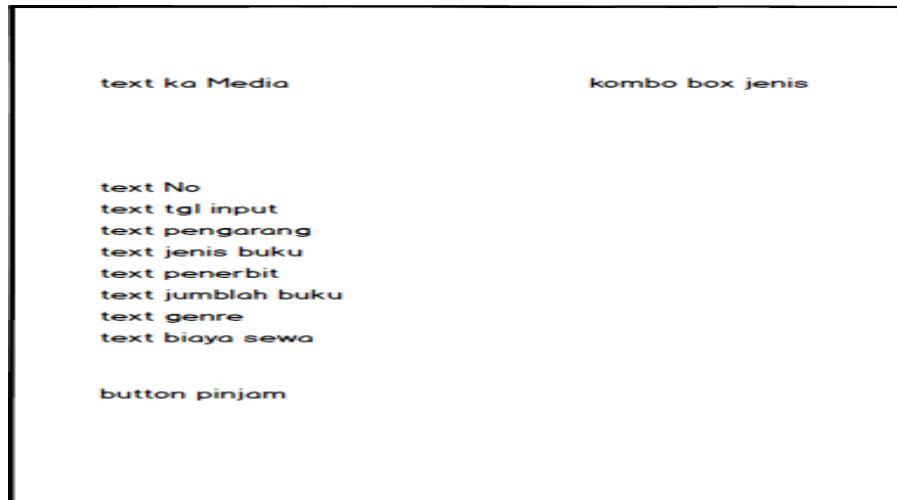 text ka Media
kombo box jenis
text No
text tgl input
text pengarang
text jenis buku
text penerbit
text jumblah buku
text genre
text biaya sewa
button pinjam